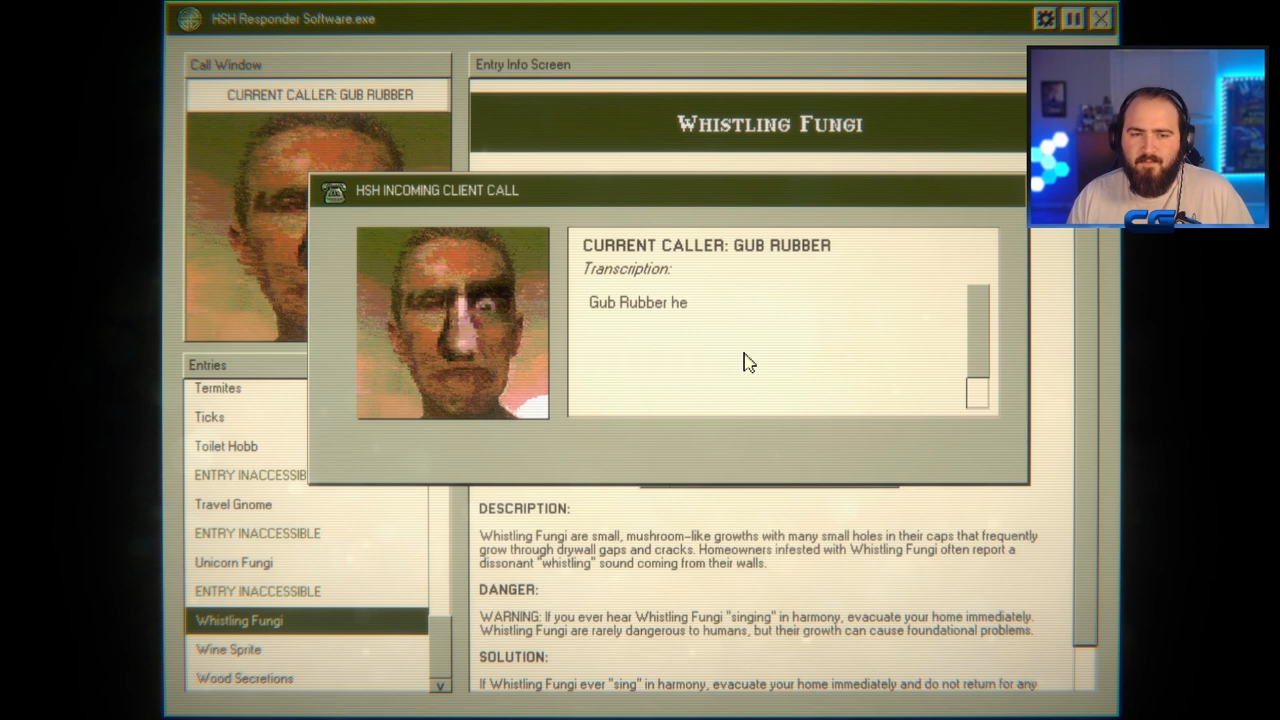 HSH Responder Software.exe
Call Window
CURRENT CALLER: GUB RUBBER
Entry Info Screen
Whistling Fungi
HSH INCOMING CLIENT CALL
CURRENT CALLER: GUB RUBBER
Transcription:
Gub Rubber he
Entries
Termites
Ticks
Toilet Hobb
ENTRY INACCESSIB
Travel Gnome
ENTRY INACCESSIBLE
Unicorn Fungi
ENTRY INACCESSIBLE
Whistling Fungi
Wine Sprite
Wood Secretions
DESCRIPTION:
Whistling Fungi are small, mushroom-like growths with many small holes in their caps that frequently
grow through drywall gaps and cracks. Homeowners infested with Whistling Fungi often report a
dissonant "whistling" sound coming from their walls.
DANGER:
WARNING: If you ever hear Whistling Fungi "singing" in harmony, evacuate your home immediately.
Whistling Fungi are rarely dangerous to humans, but their growth can cause foundational problems.
SOLUTION:
If Whistling Fungi ever "sing" in harmony, evacuate your home immediately and do not return for any